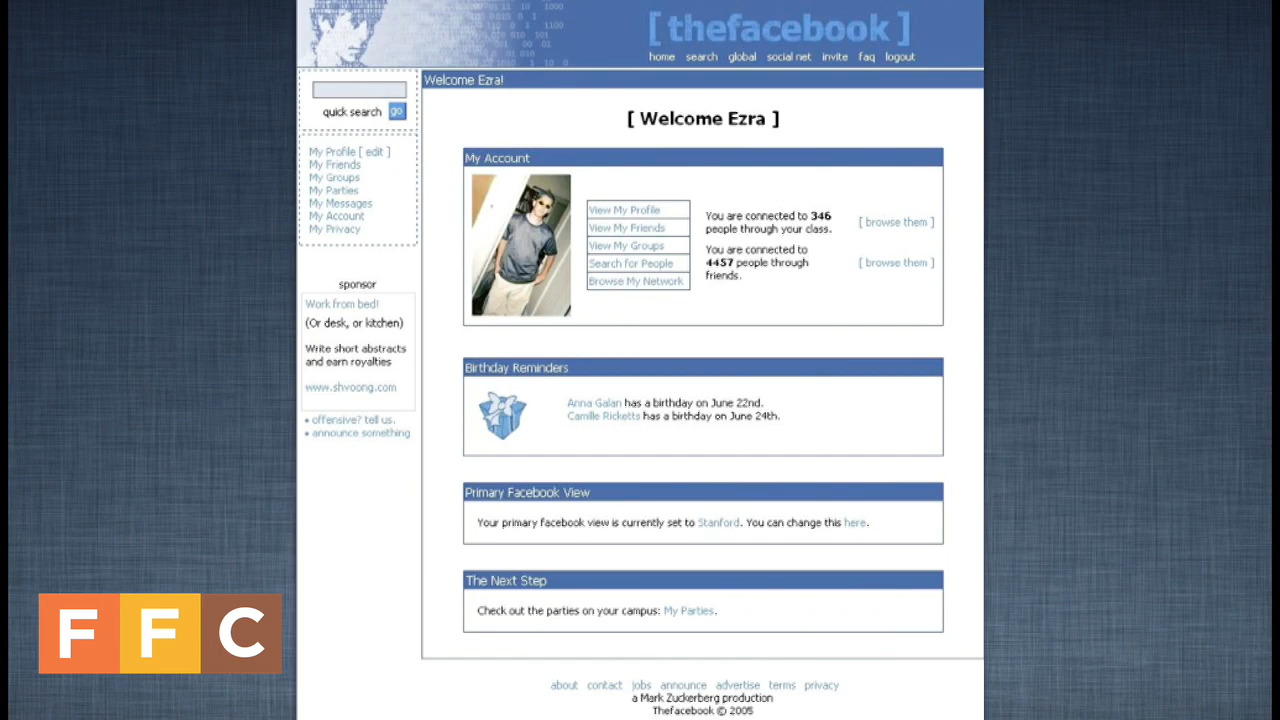 [ thefacebook ]
home search global social net invite faq logout
Welcome Ezra!
quick search go
My Profile [ edit ]
My Friends
My Groups
My Parties
My Messages
My Account
My Privacy
sponsor
Work from bed!
(Or desk, or kitchen)
Write short abstracts
and earn royalties
www.shvoong.com
• offensive? tell us.
• announce something
[ Welcome Ezra ]
My Account
View My Profile
View My Friends
View My Groups
Search for People
Browse My Network
You are connected to 346
people through your class.
[ browse them ]
You are connected to
4457 people through
friends.
[ browse them ]
Birthday Reminders
Anna Galan has a birthday on June 22nd.
Camille Ricketts has a birthday on June 24th.
Primary Facebook View
Your primary facebook view is currently set to Stanford. You can change this here.
The Next Step
Check out the parties on your campus: My Parties.
about contact jobs announce advertise terms privacy
a Mark Zuckerberg production
Thefacebook © 2005
FFC